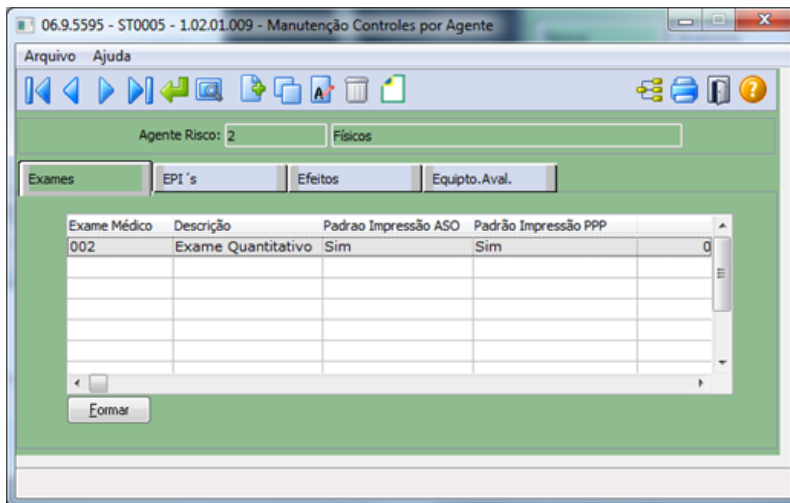 06.9.5595 - ST0005 - 1.02.01.009 - Manutenção Controles por Agente
Arquivo Ajuda
Agente Risco: 2 Físicos
Exames EPI´s Efeitos Equipto.Aval.
Exame Médico Descrição Padrao Impressão ASO Padrão Impressão PPP
002 Exame Quantitativo Sim Sim 0
Formar